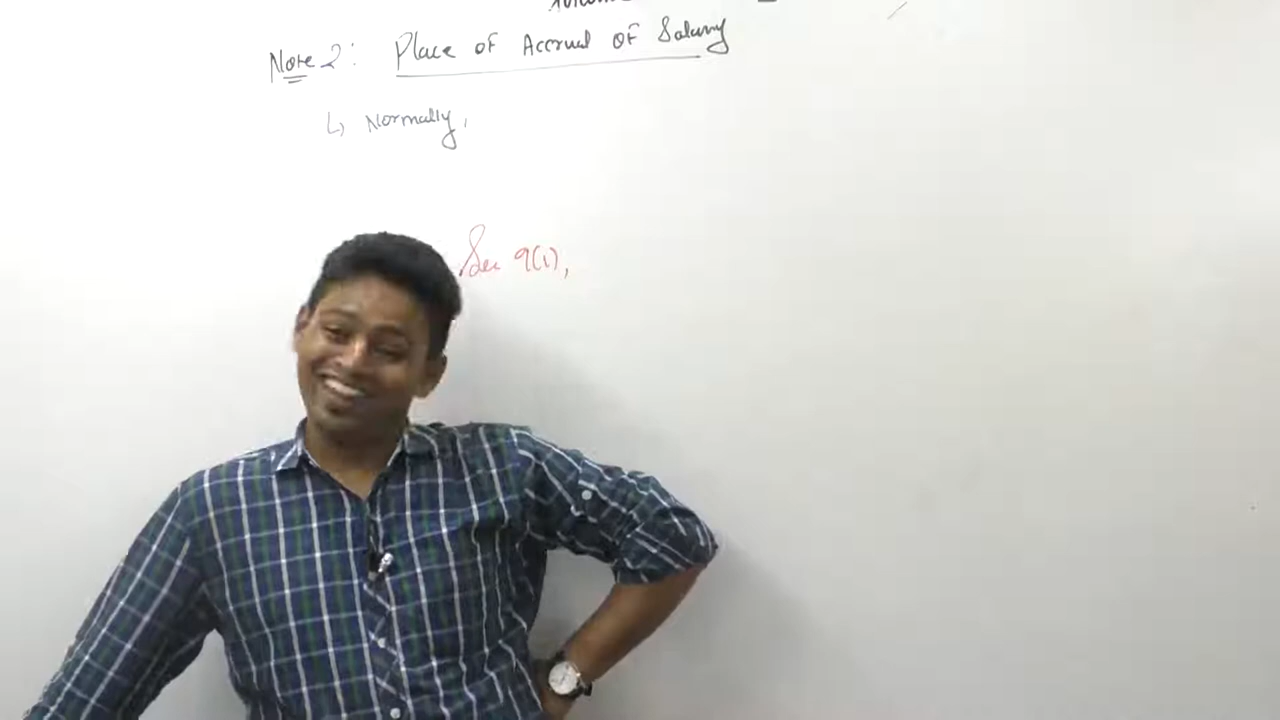 Note 2: Place of Accrual of Salary
↳ Normally,
Sec 9(1),